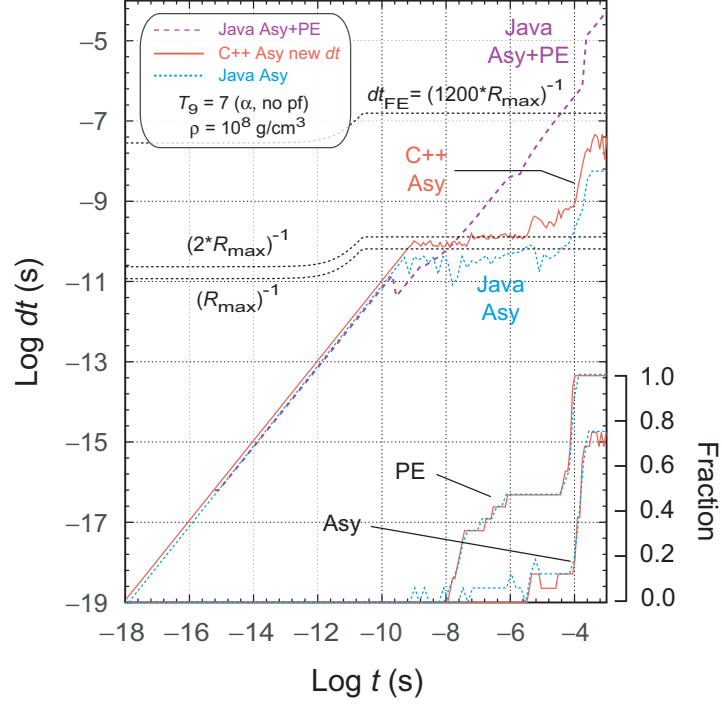 Java Asy+PE
C++ Asy new dt
Java Asy
T9 = 7 (α, no pf)
ρ = 10^8 g/cm^3
Java
Asy+PE
dtFE = (1200*Rmax)^−1
C++
Asy
(2*Rmax)^−1
(Rmax)^−1
Java
Asy
PE
Asy
Log dt (s)
−5
−7
−9
−11
−13
−15
−17
−19
1.0
0.8
0.6
0.4
0.2
0.0
Fraction
−18 −16 −14 −12 −10 −8 −6 −4
Log t (s)